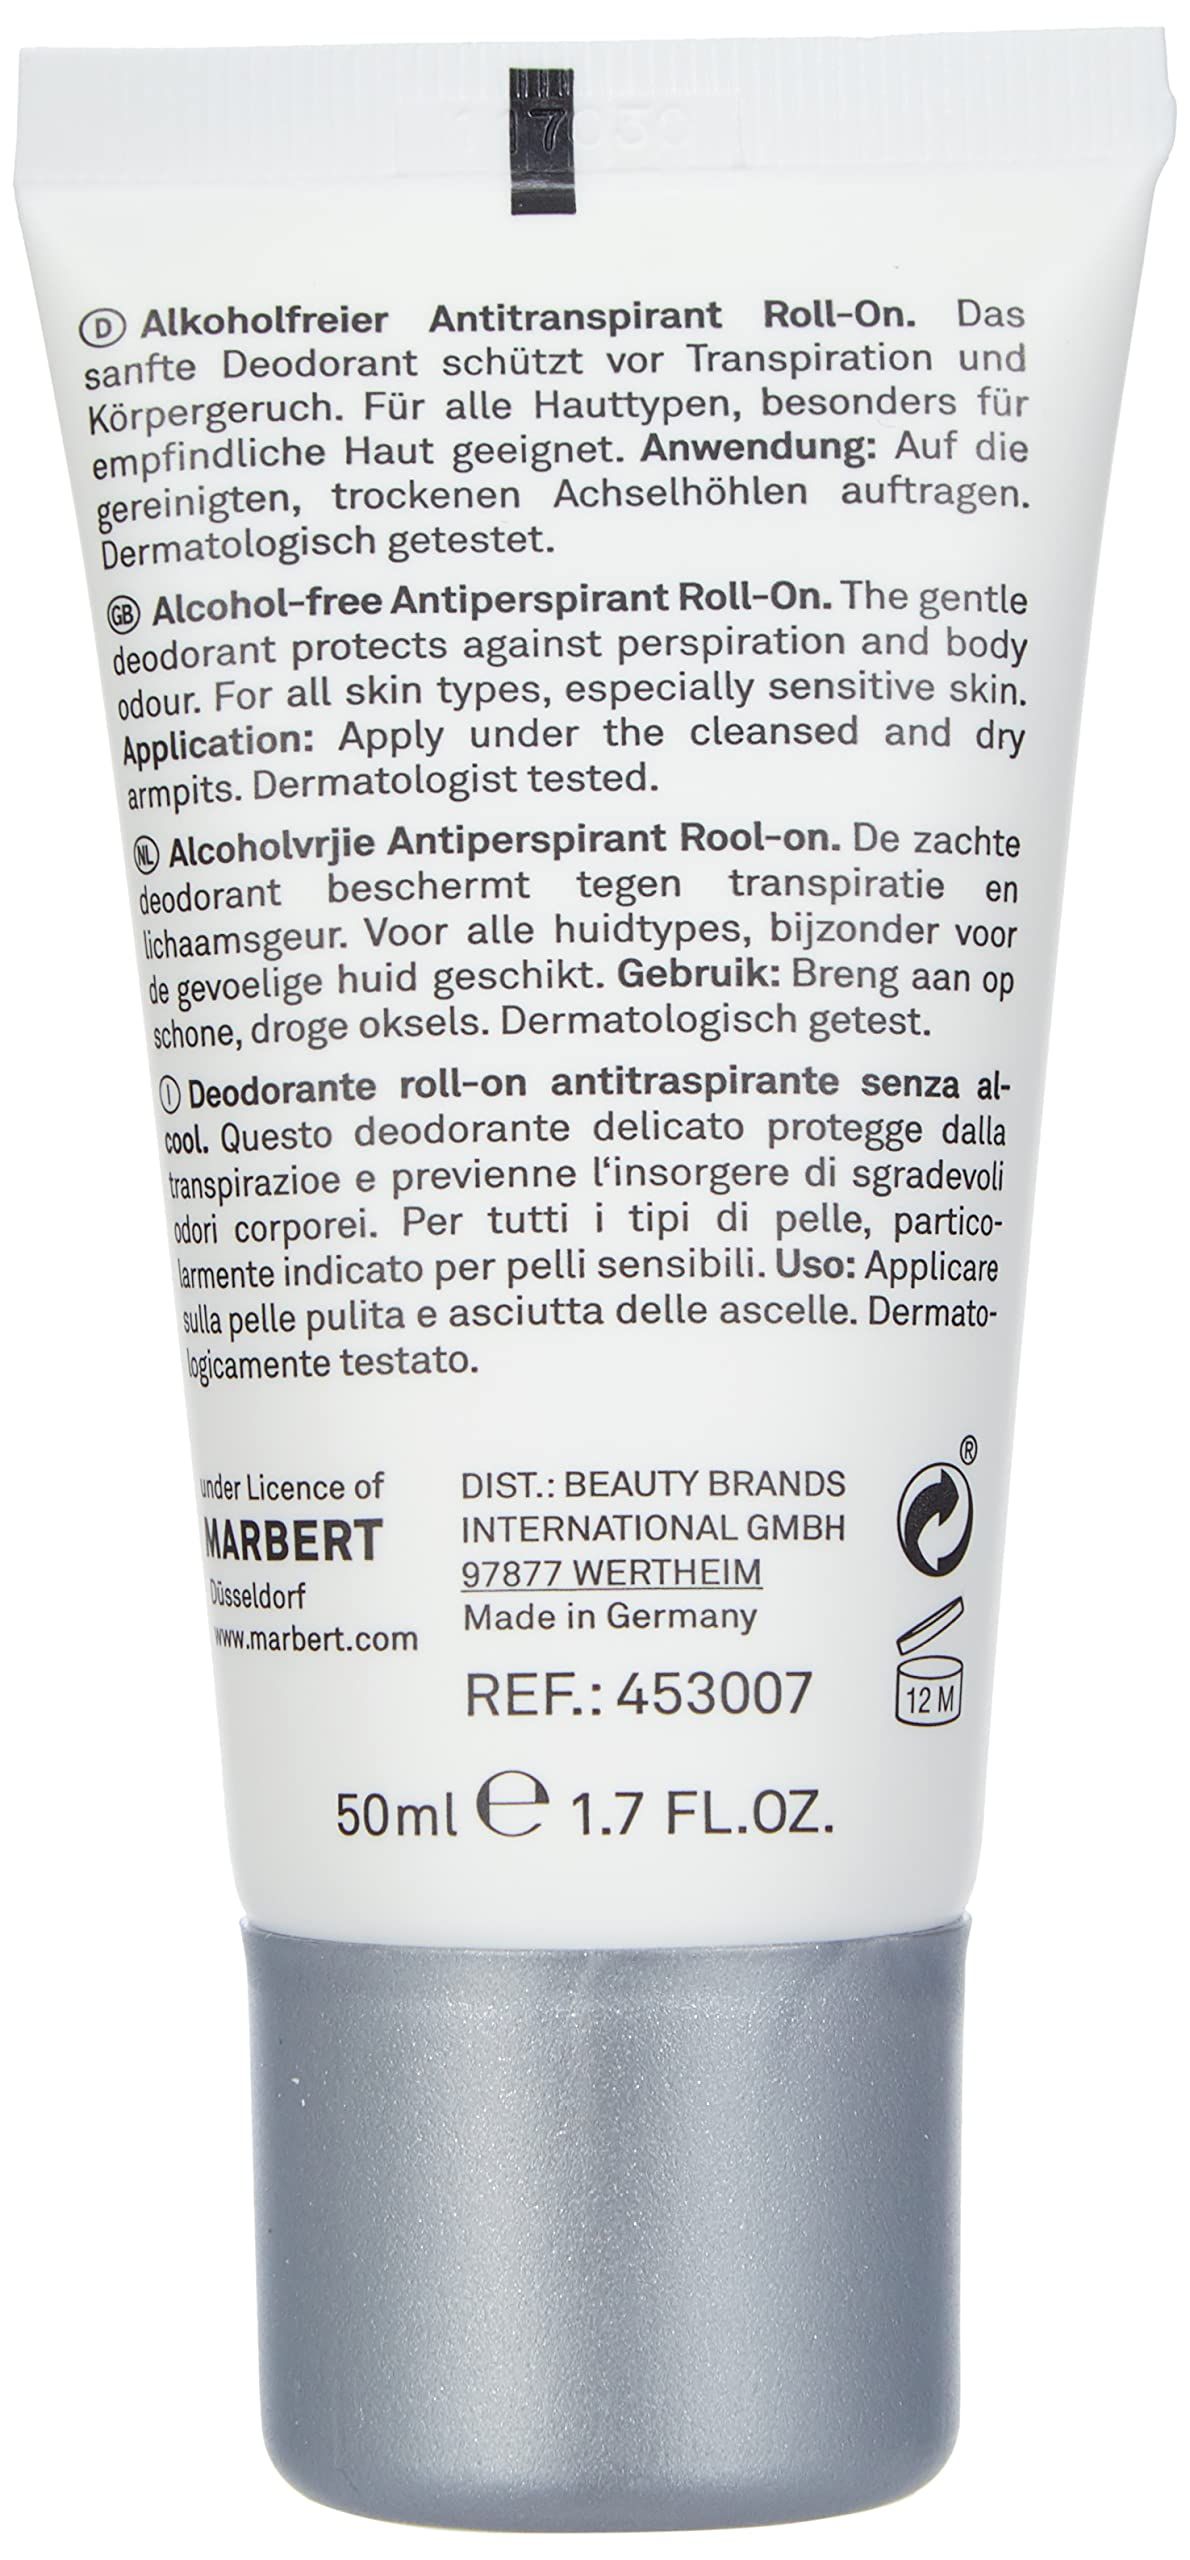 117030
D Alkoholfreier Antitranspirant Roll-On. Das
sanfte Deodorant schützt vor Transpiration und
Körpergeruch. Für alle Hauttypen, besonders für
empfindliche Haut geeignet. Anwendung: Auf die
gereinigten, trockenen Achselhöhlen auftragen.
Dermatologisch getestet.
GB Alcohol-free Antiperspirant Roll-On. The gentle
deodorant protects against perspiration and body
odour. For all skin types, especially sensitive skin.
Application: Apply under the cleansed and dry
armpits. Dermatologist tested.
NL Alcoholvrjie Antiperspirant Rool-on. De zachte
deodorant beschermt tegen transpiratie en
lichaamsgeur. Voor alle huidtypes, bijzonder voor
de gevoelige huid geschikt. Gebruik: Breng aan op
schone, droge oksels. Dermatologisch getest.
I Deodorante roll-on antitraspirante senza al-
cool. Questo deodorante delicato protegge dalla
transpirazioe e previenne l‘insorgere di sgradevoli
odori corporei. Per tutti i tipi di pelle, partico-
larmente indicato per pelli sensibili. Uso: Applicare
sulla pelle pulita e asciutta delle ascelle. Dermato-
logicamente testato.
under Licence of
MARBERT
Düsseldorf
www.marbert.com
DIST.: BEAUTY BRANDS
INTERNATIONAL GMBH
97877 WERTHEIM
Made in Germany
REF.: 453007
®
12 M
50ml ℮ 1.7 FL.OZ.